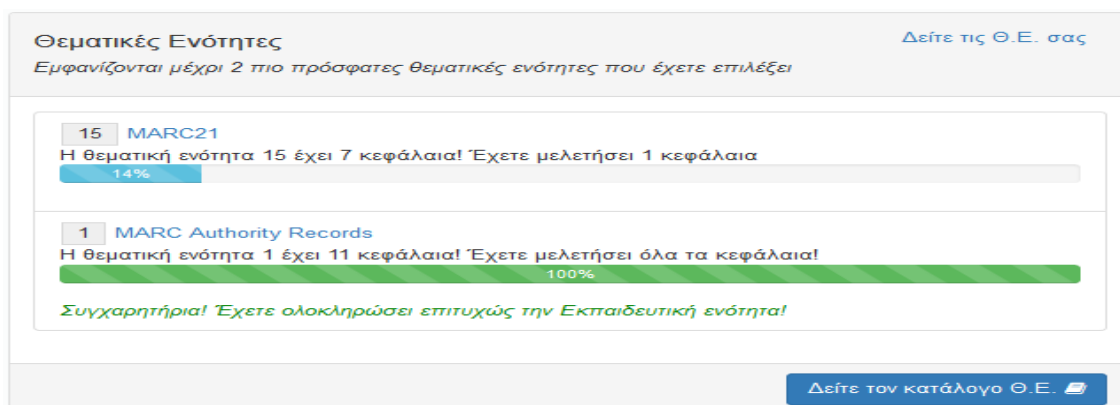 Θεματικές Ενότητες
Δείτε τις Θ.Ε. σας
Εμφανίζονται μέχρι 2 πιο πρόσφατες θεματικές ενότητες που έχετε επιλέξει
15 MARC21
Η θεματική ενότητα 15 έχει 7 κεφάλαια! Έχετε μελετήσει 1 κεφάλαια
14%
1 MARC Authority Records
Η θεματική ενότητα 1 έχει 11 κεφάλαια! Έχετε μελετήσει όλα τα κεφάλαια!
100%
Συγχαρητήρια! Έχετε ολοκληρώσει επιτυχώς την Εκπαιδευτική ενότητα!
Δείτε τον κατάλογο Θ.Ε.